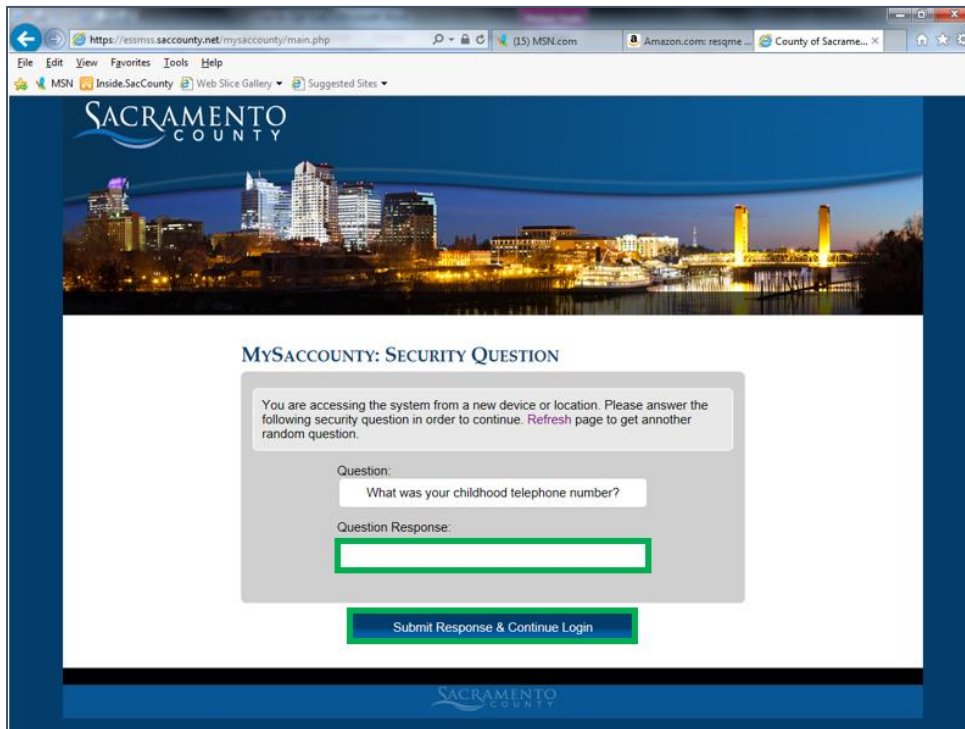 https://essmss.saccounty.net/mysaccounty/main.php
(15) MSN.com
Amazon.com: resqme ...
County of Sacrame...
File Edit View Favorites Tools Help
MSN Inside.SacCounty Web Slice Gallery Suggested Sites
SACRAMENTO
COUNTY
MYSACCOUNTY: SECURITY QUESTION
You are accessing the system from a new device or location. Please answer the
following security question in order to continue. Refresh page to get annother
random question.
Question:
What was your childhood telephone number?
Question Response:
Submit Response & Continue Login
SACRAMENTO
COUNTY